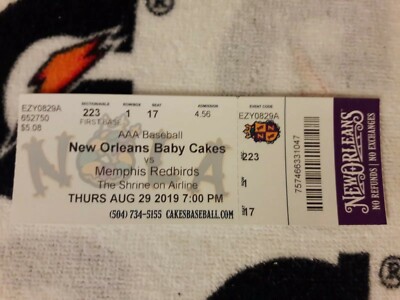 EZY0829A
652750
$5.08
SECTION/AISLE
223
FIRST BASE
ROW/BOX
1
SEAT
17
ADMISSION
4.56
AAA Baseball
New Orleans Baby Cakes
vs
Memphis Redbirds
The Shrine on Airline
THURS AUG 29 2019 7:00 PM
(504) 734-5155 CAKESBASEBALL.COM
EVENT CODE
EZY0829A
223
1
17
757466331047
NEW ORLEANS
NO REFUNDS | NO EXCHANGES